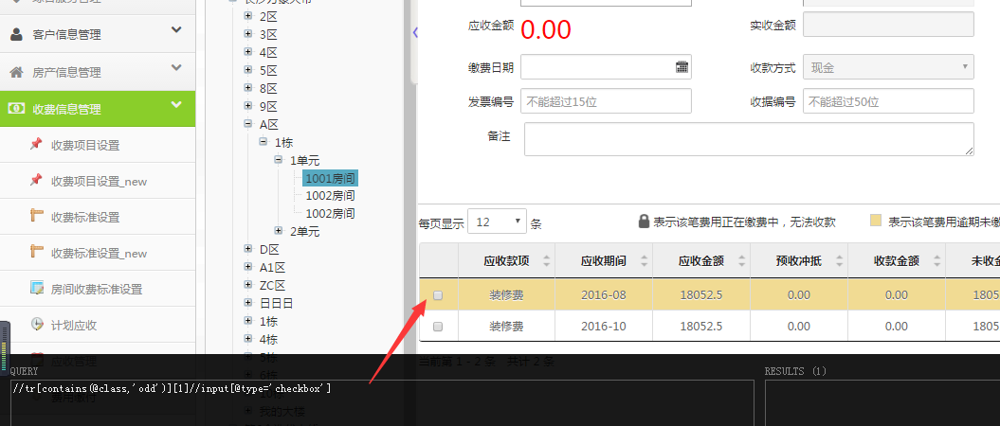 客户信息管理
房产信息管理
收费信息管理
收费项目设置
收费项目设置_new
收费标准设置
收费标准设置_new
房间收费标准设置
计划应收
2区
3区
4区
5区
8区
9区
A区
1栋
1单元
1001房间
1002房间
1002房间
2单元
D区
A1区
ZC区
日日日
1栋
4栋
5栋
6栋
我的大楼
应收金额 0.00 实收金额
缴费日期 收款方式 现金
发票编号 不能超过15位 收据编号 不能超过50位
备注
每页显示 12 条 表示该笔费用正在缴费中，无法收款 表示该笔费用逾期未缴
应收款项 应收期间 应收金额 预收冲抵 收款金额 未收金
装修费 2016-08 18052.5 0.00 0.00 1805
装修费 2016-10 18052.5 0.00 0.00 1805
当前第 1 - 2 条 共计 2 条
QUERY RESULTS (1)
//tr[contains(@class,'odd')][1]//input[@type='checkbox']